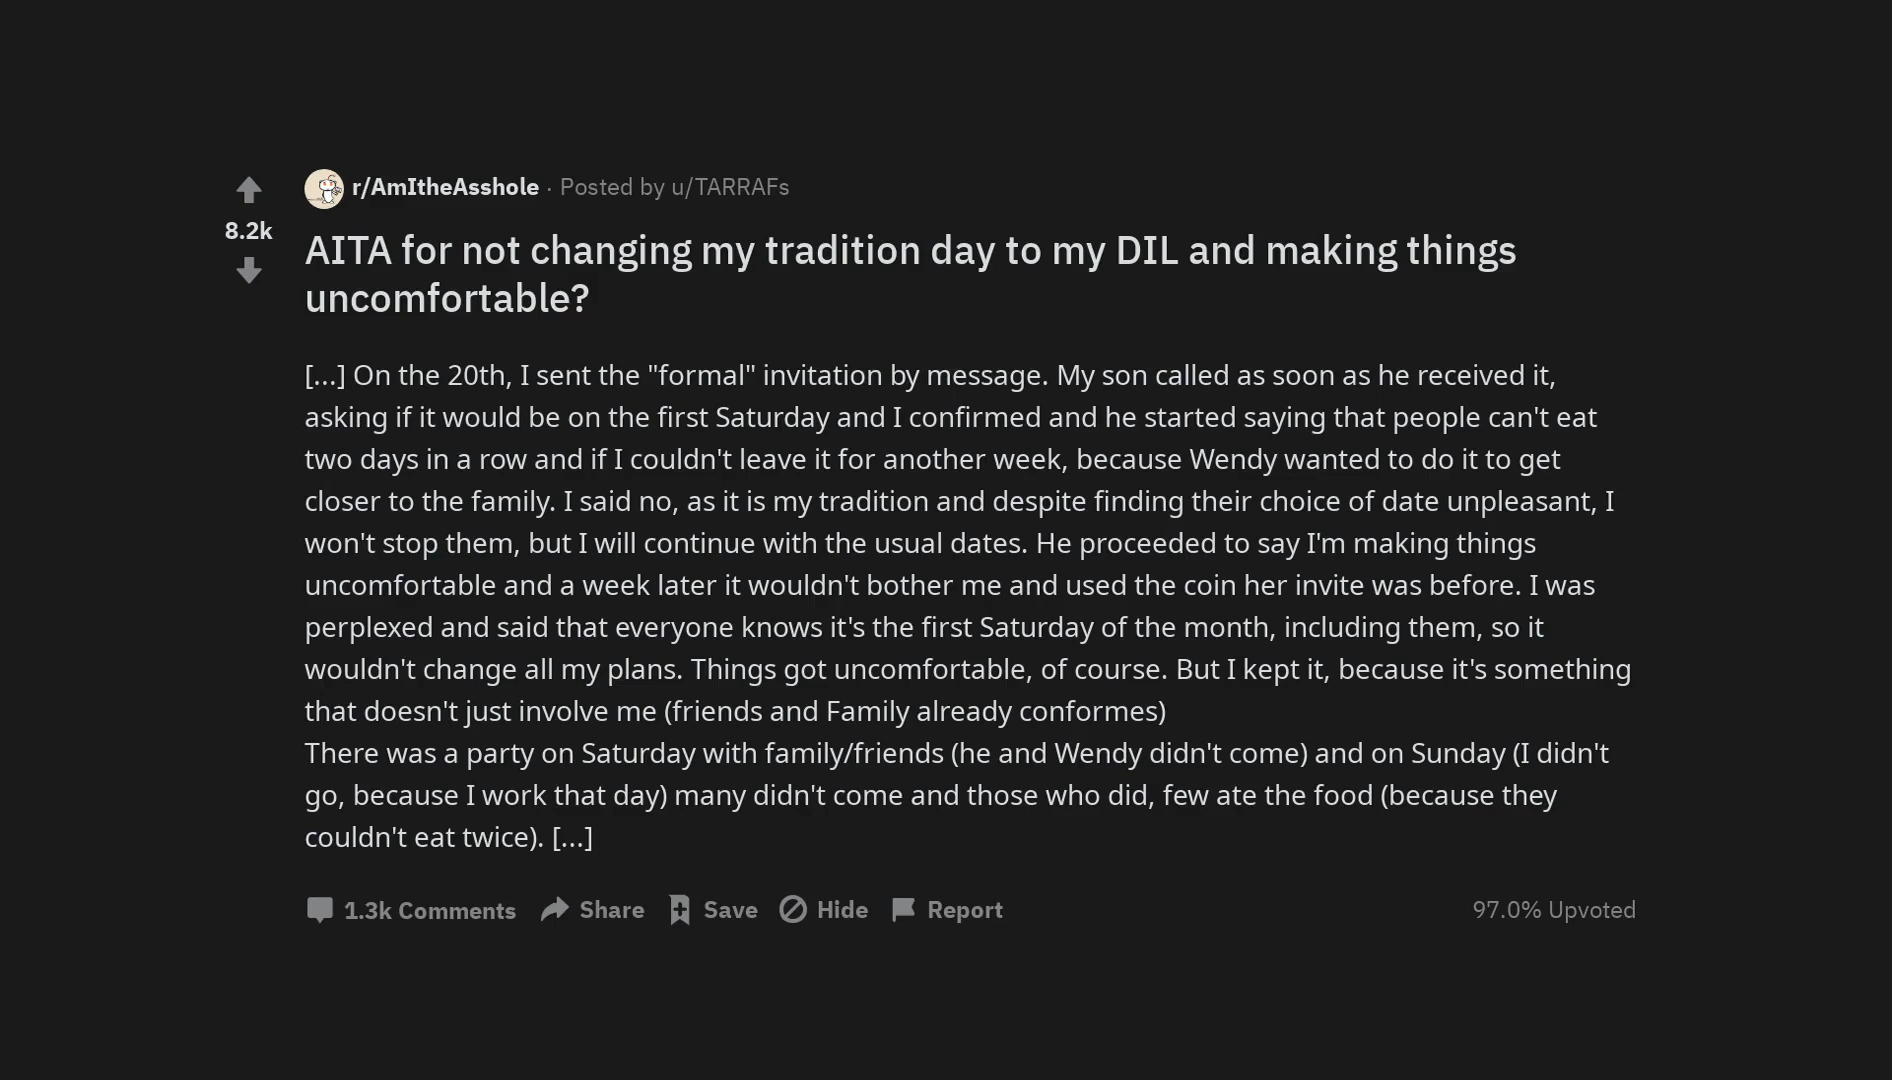 r/AmItheAsshole · Posted by u/TARRAFs
8.2k
AITA for not changing my tradition day to my DIL and making things
uncomfortable?
[...] On the 20th, I sent the "formal" invitation by message. My son called as soon as he received it,
asking if it would be on the first Saturday and I confirmed and he started saying that people can't eat
two days in a row and if I couldn't leave it for another week, because Wendy wanted to do it to get
closer to the family. I said no, as it is my tradition and despite finding their choice of date unpleasant, I
won't stop them, but I will continue with the usual dates. He proceeded to say I'm making things
uncomfortable and a week later it wouldn't bother me and used the coin her invite was before. I was
perplexed and said that everyone knows it's the first Saturday of the month, including them, so it
wouldn't change all my plans. Things got uncomfortable, of course. But I kept it, because it's something
that doesn't just involve me (friends and Family already conformes)
There was a party on Saturday with family/friends (he and Wendy didn't come) and on Sunday (I didn't
go, because I work that day) many didn't come and those who did, few ate the food (because they
couldn't eat twice). [...]
1.3k Comments Share Save Hide Report 97.0% Upvoted